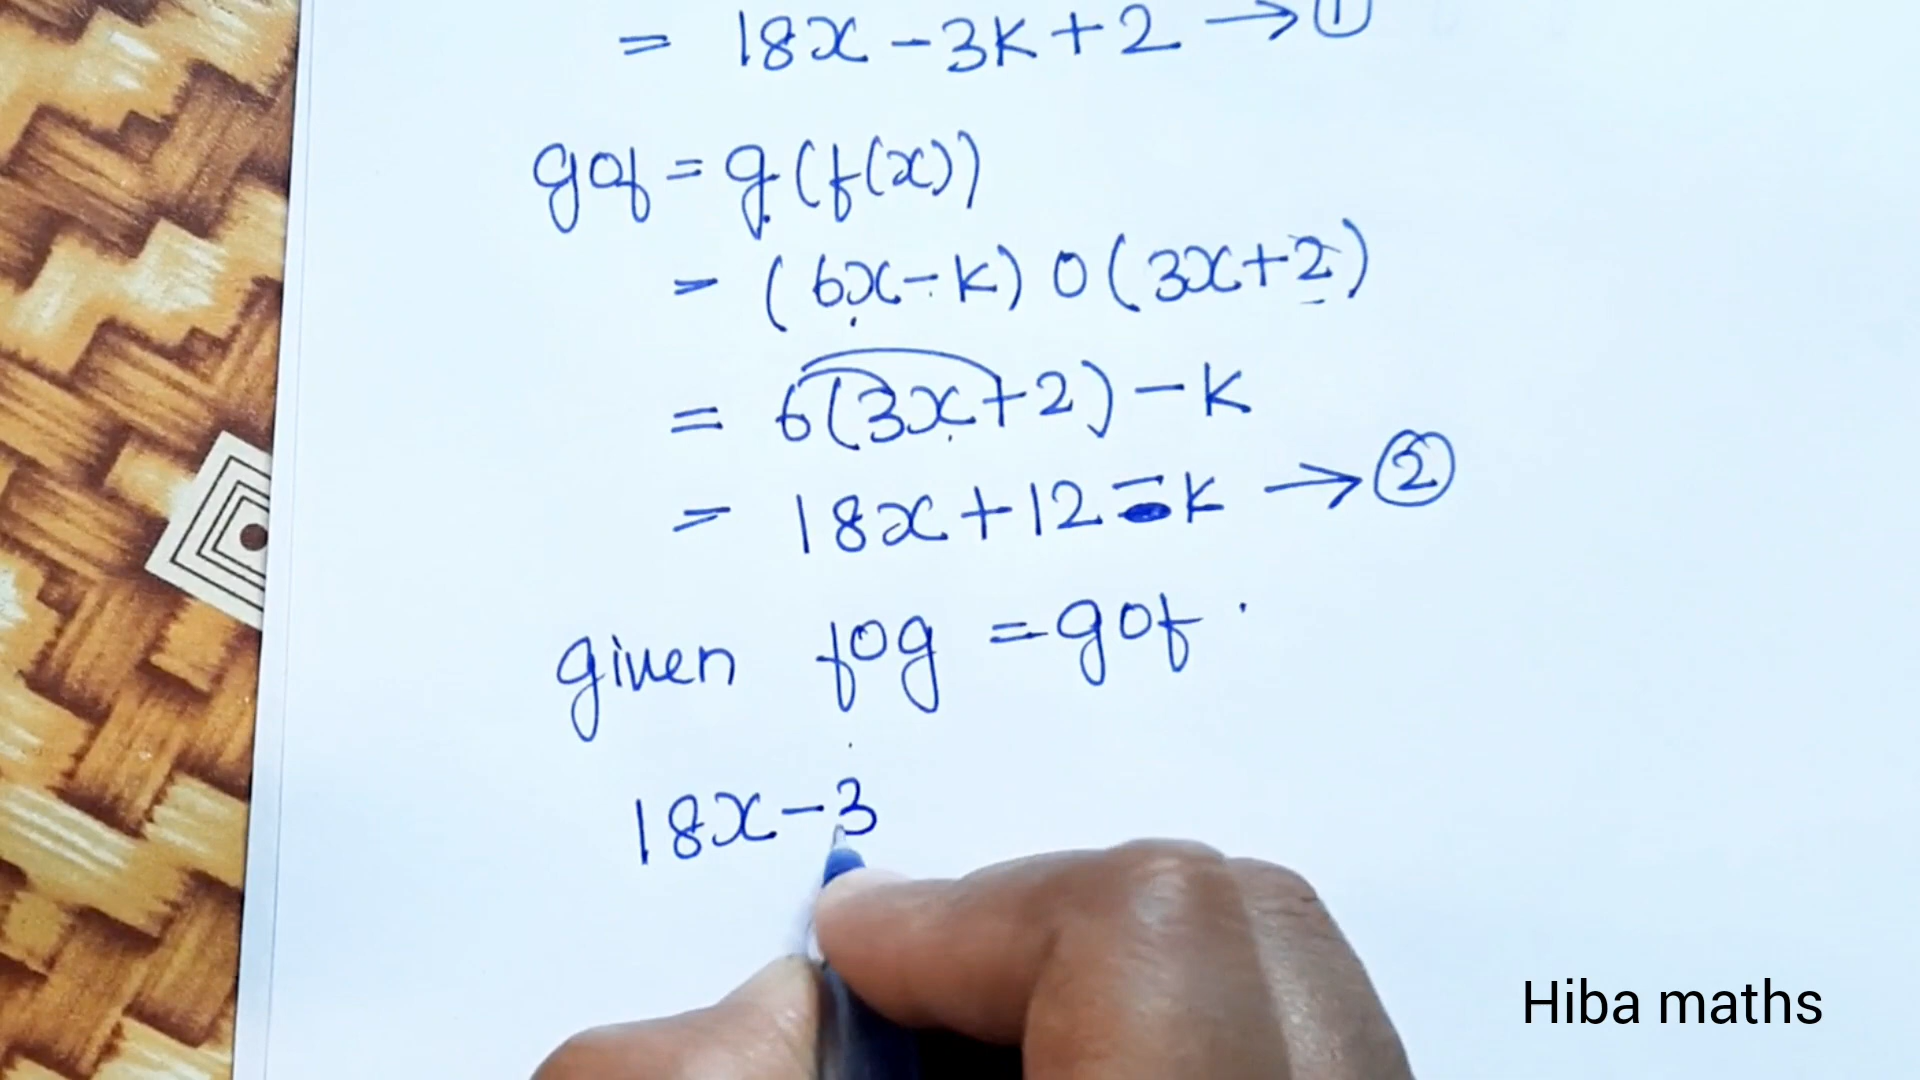 = 18x - 3k + 2 → ①
gof = g(f(x))
= (6x - k) o (3x + 2)
= 6(3x + 2) - k
= 18x + 12 - k → ②
given fog = gof.
18x - 3
Hiba maths